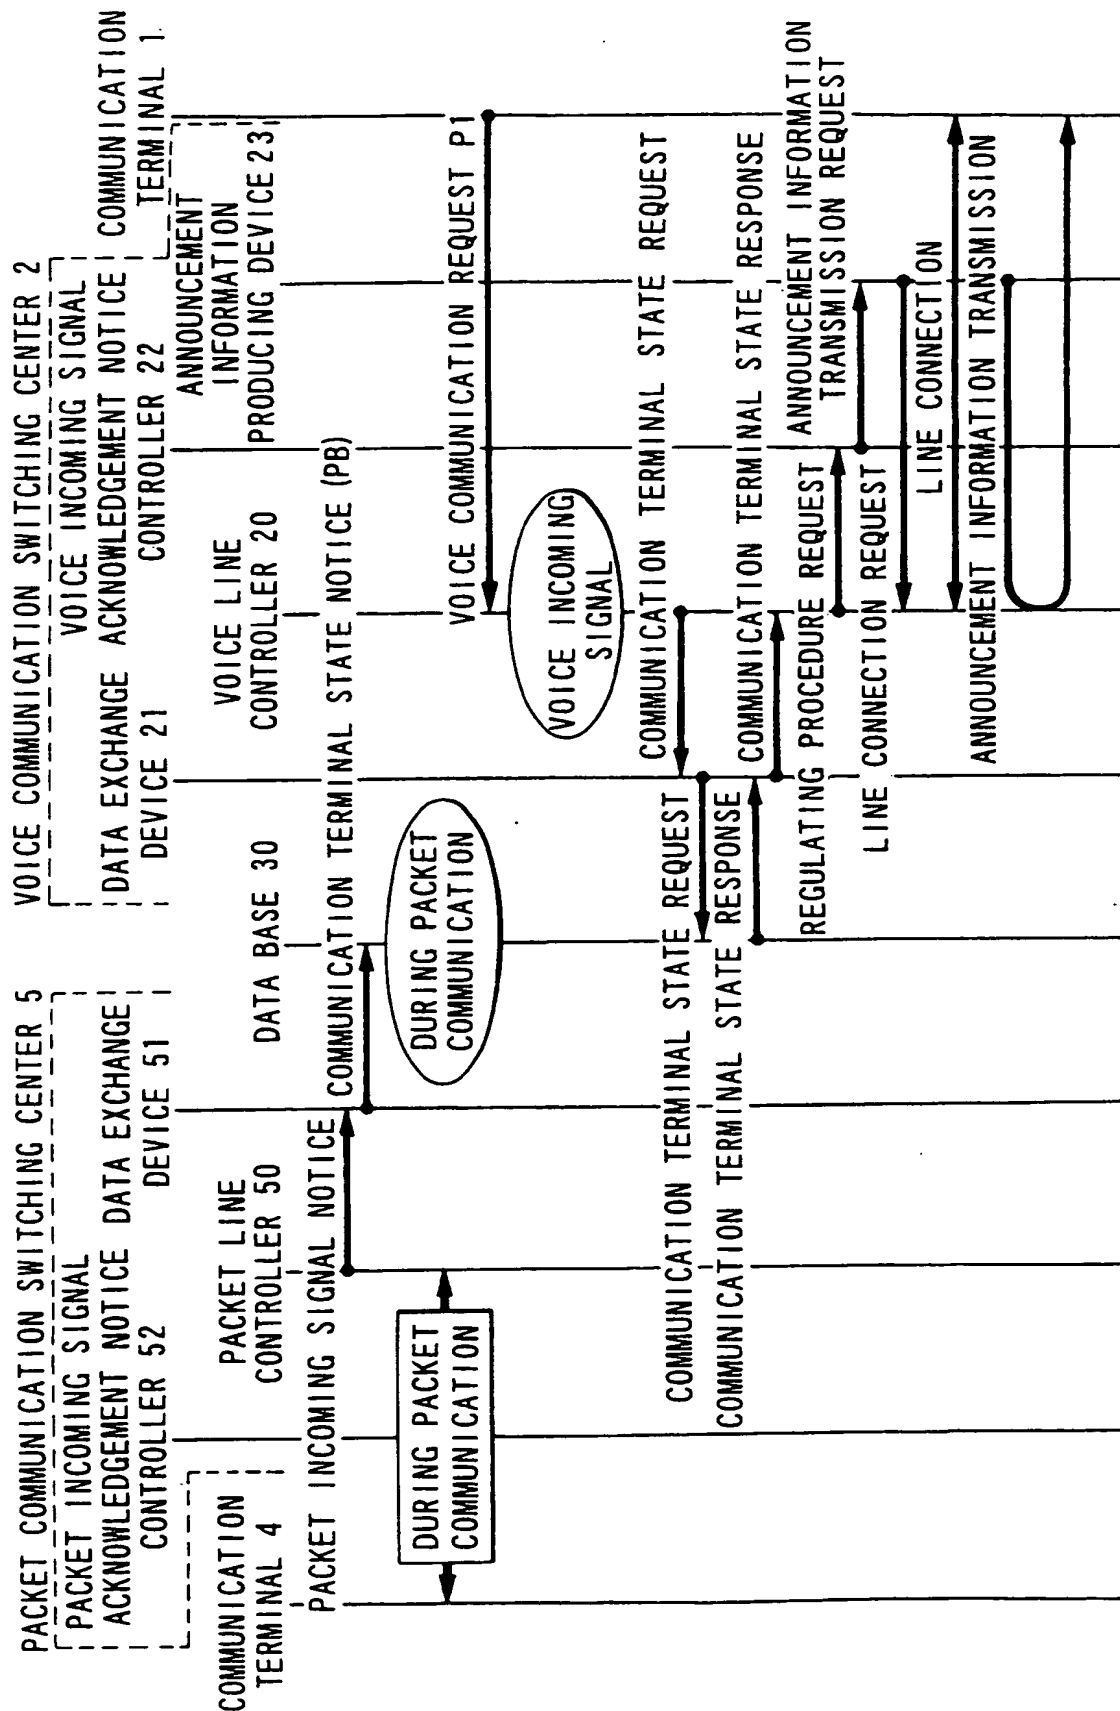 PACKET COMMUNICATION SWITCHING CENTER 5
PACKET INCOMING SIGNAL
ACKNOWLEDGEMENT NOTICE
CONTROLLER 52
DATA EXCHANGE
DEVICE 51
COMMUNICATION
TERMINAL 4
PACKET LINE
CONTROLLER 50
DATA BASE 30
VOICE COMMUNICATION SWITCHING CENTER 2
VOICE INCOMING SIGNAL
DATA EXCHANGE
DEVICE 21
ACKNOWLEDGEMENT NOTICE
CONTROLLER 22
VOICE LINE
CONTROLLER 20
ANNOUNCEMENT
INFORMATION
PRODUCING DEVICE 23
COMMUNICATION
TERMINAL 1
PACKET INCOMING SIGNAL NOTICE
COMMUNICATION TERMINAL STATE NOTICE (PB)
DURING PACKET
COMMUNICATION
DURING PACKET
COMMUNICATION
VOICE COMMUNICATION REQUEST P1
VOICE INCOMING
SIGNAL
COMMUNICATION TERMINAL STATE REQUEST
COMMUNICATION TERMINAL STATE REQUEST
COMMUNICATION TERMINAL STATE RESPONSE
COMMUNICATION TERMINAL STATE RESPONSE
REGULATING PROCEDURE REQUEST
ANNOUNCEMENT INFORMATION
TRANSMISSION REQUEST
LINE CONNECTION REQUEST
LINE CONNECTION
ANNOUNCEMENT INFORMATION TRANSMISSION